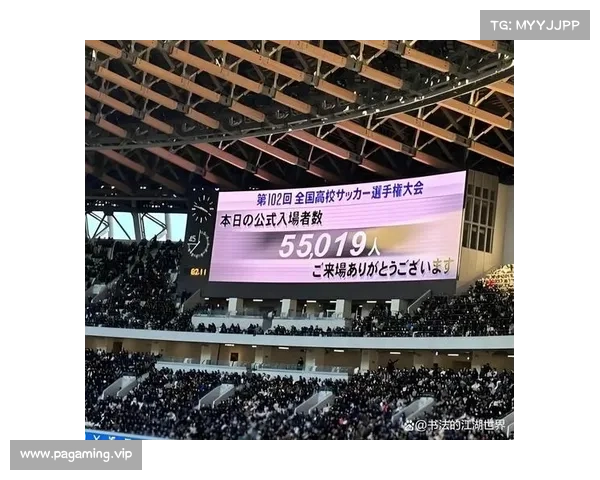 TG: MYYJJPP
第102回 全国高校サッカー選手権大会
本日の公式入場者数
55,019人
ご来場ありがとうございます
45
02:11
@书法的江湖世界
www.pagaming.vip